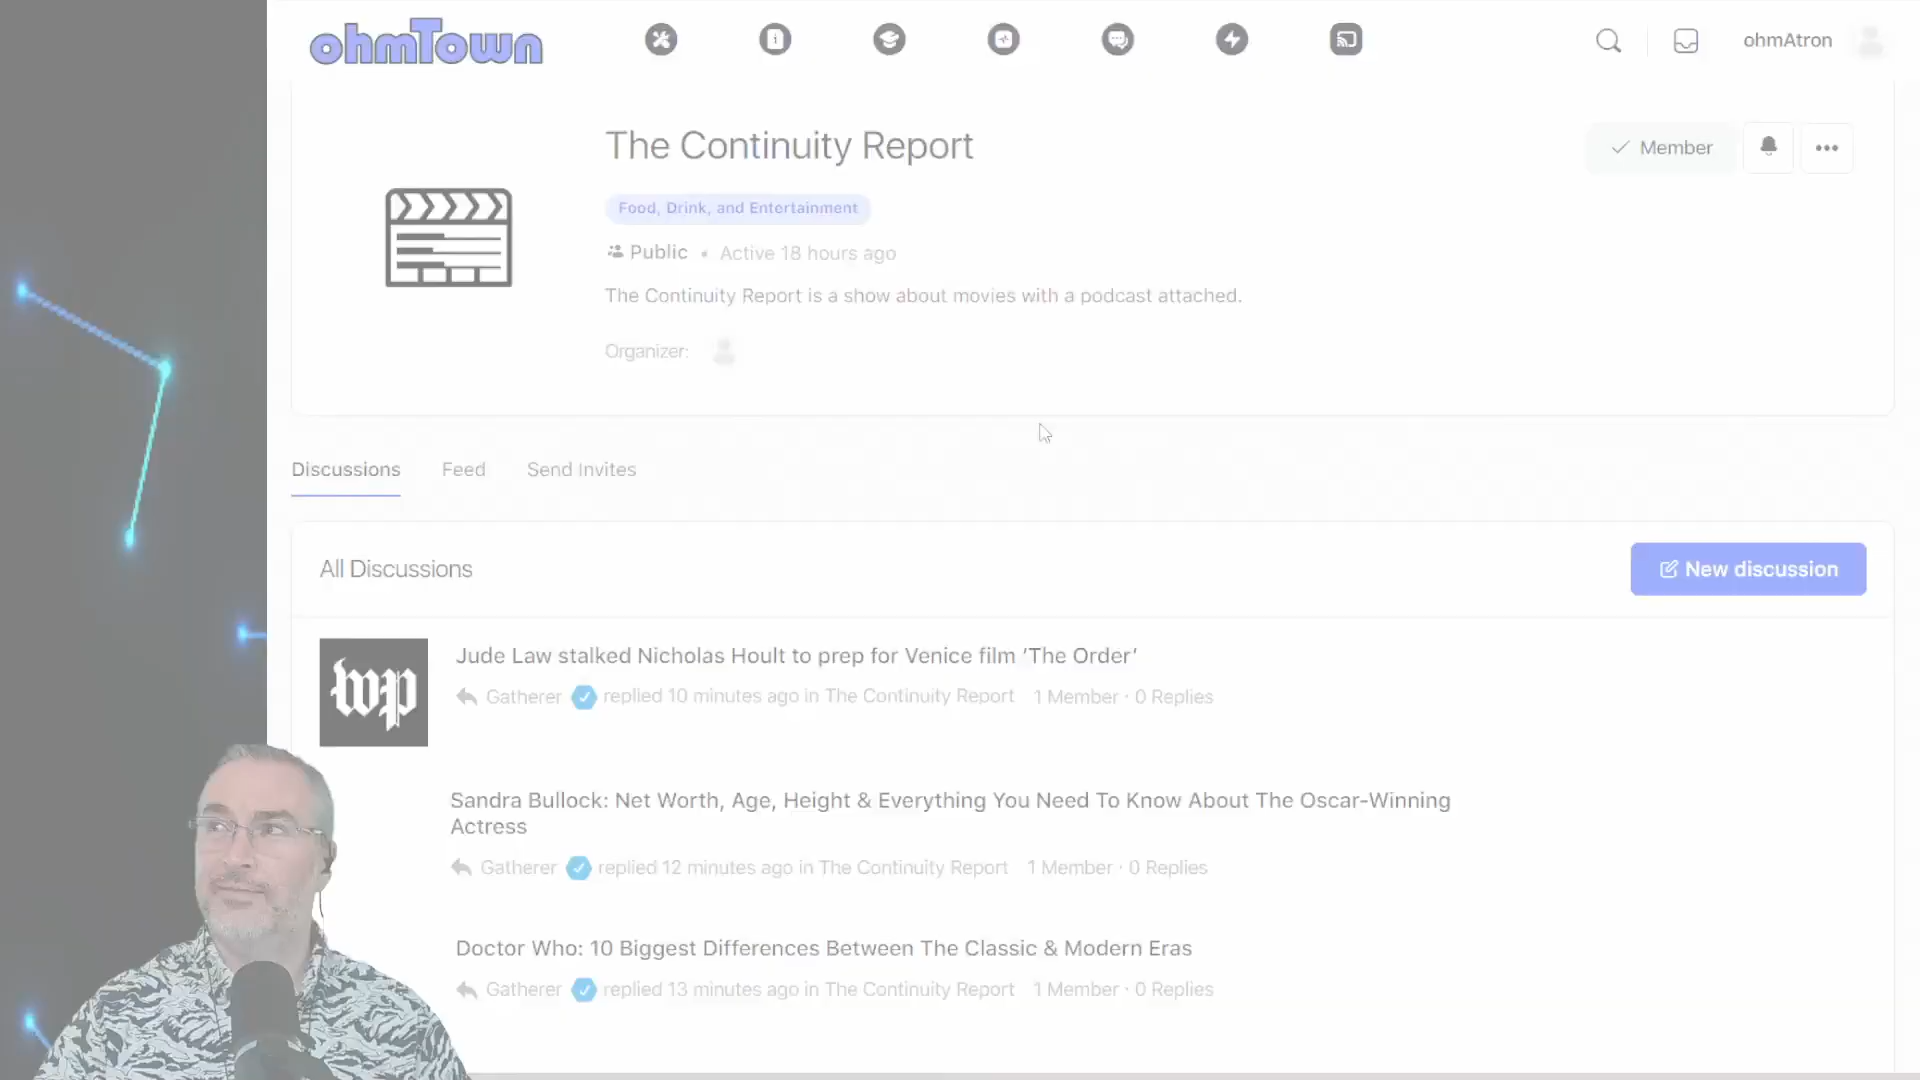 ohmTown
ohmAtron
The Continuity Report
Member
Food, Drink, and Entertainment
Public • Active 18 hours ago
The Continuity Report is a show about movies with a podcast attached.
Organizer:
Discussions Feed Send Invites
All Discussions
New discussion
wp
Jude Law stalked Nicholas Hoult to prep for Venice film ‘The Order’
Gatherer replied 10 minutes ago in The Continuity Report 1 Member · 0 Replies
Sandra Bullock: Net Worth, Age, Height & Everything You Need To Know About The Oscar-Winning
Actress
Gatherer replied 12 minutes ago in The Continuity Report 1 Member · 0 Replies
Doctor Who: 10 Biggest Differences Between The Classic & Modern Eras
Gatherer replied 13 minutes ago in The Continuity Report 1 Member · 0 Replies